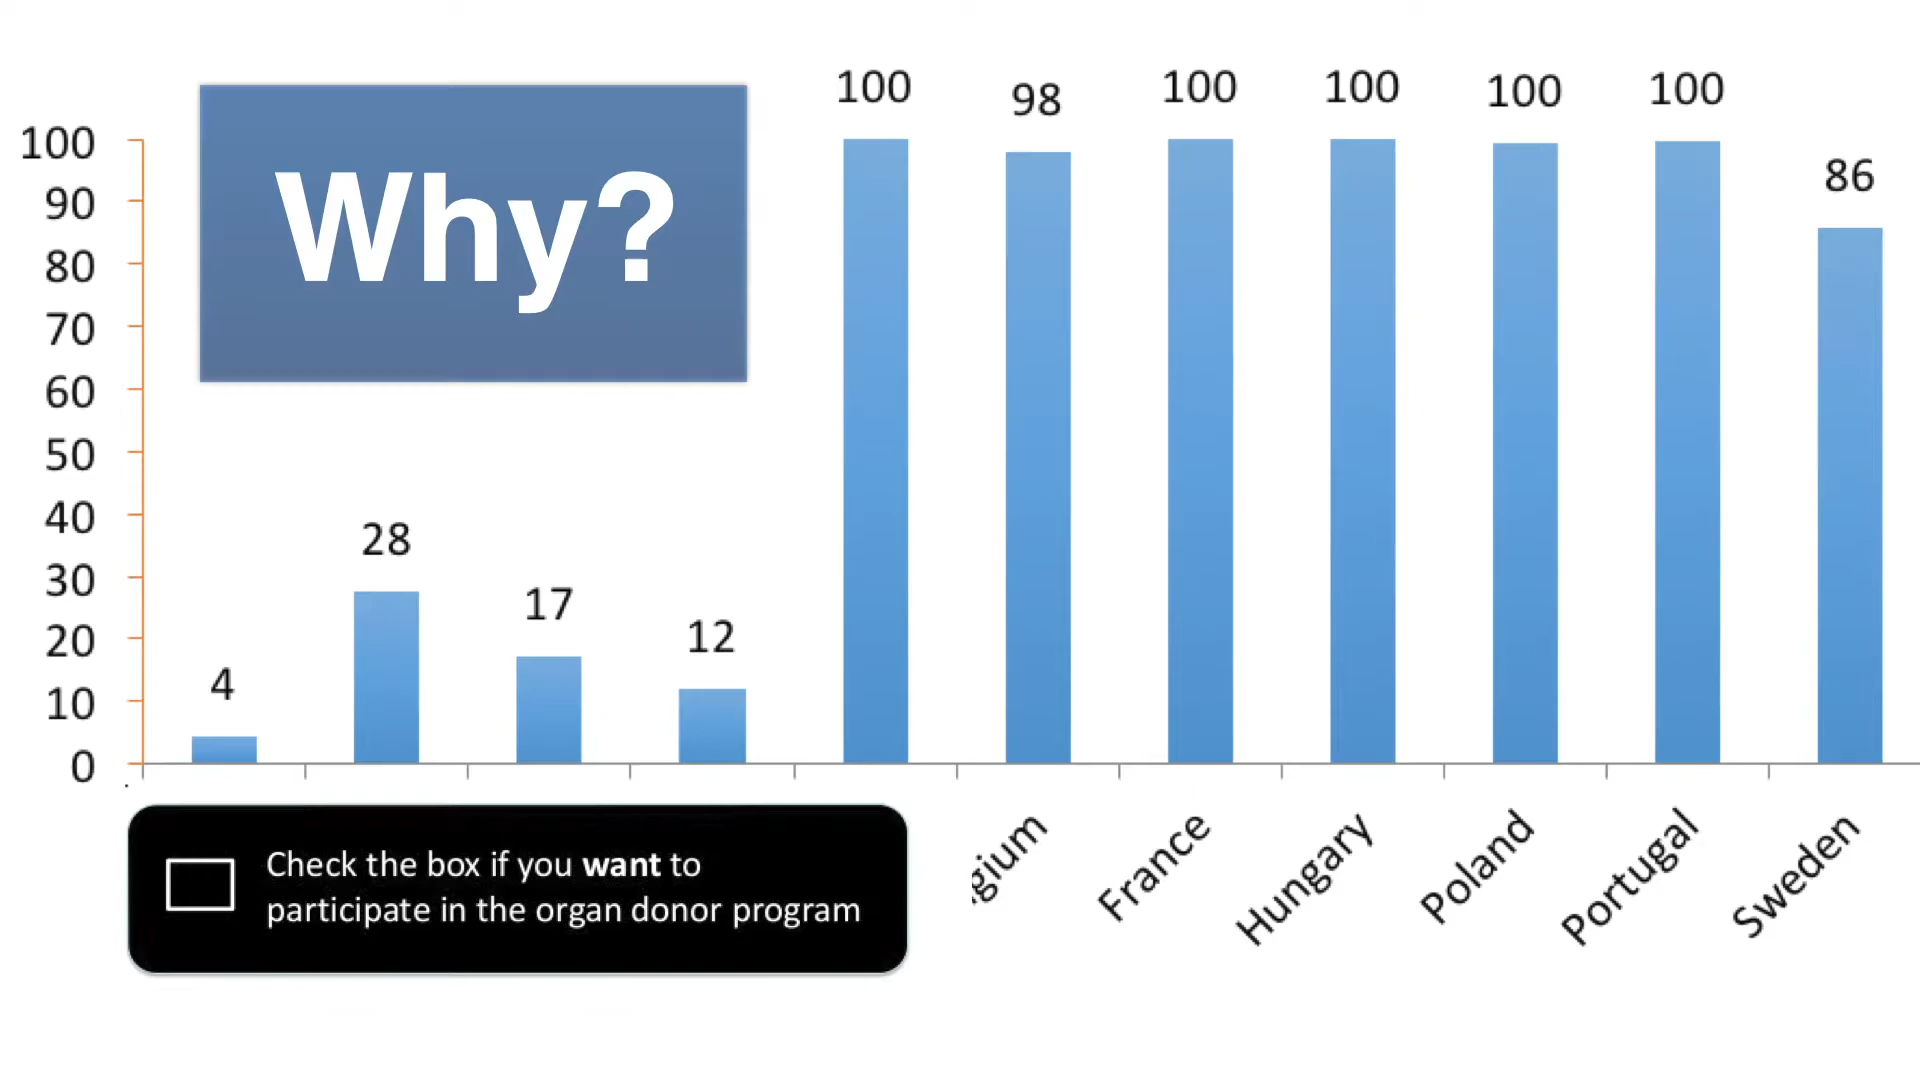 Why?
100
98
100
100
100
100
86
100
90
80
70
60
50
40
30
20
10
0
4
28
17
12
Check the box if you want to
participate in the organ donor program
gium
France
Hungary
Poland
Portugal
Sweden